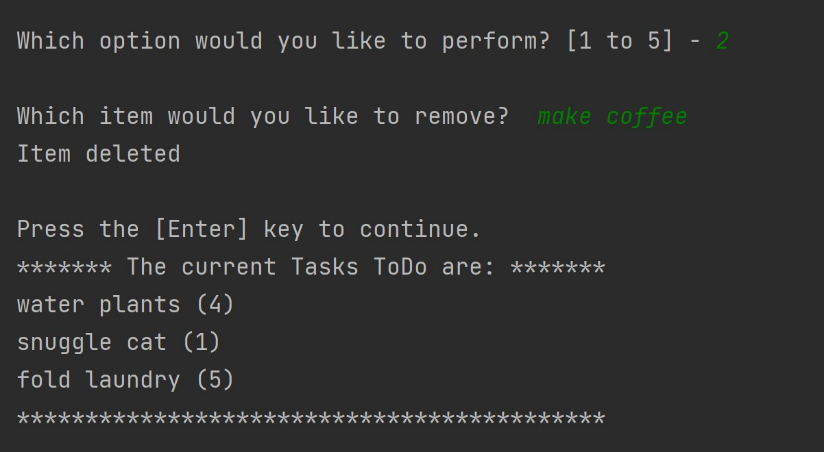 Which option would you like to perform? [1 to 5] - 2
Which item would you like to remove?  make coffee
Item deleted
Press the [Enter] key to continue.
******* The current Tasks ToDo are: *******
water plants (4)
snuggle cat (1)
fold laundry (5)
*******************************************